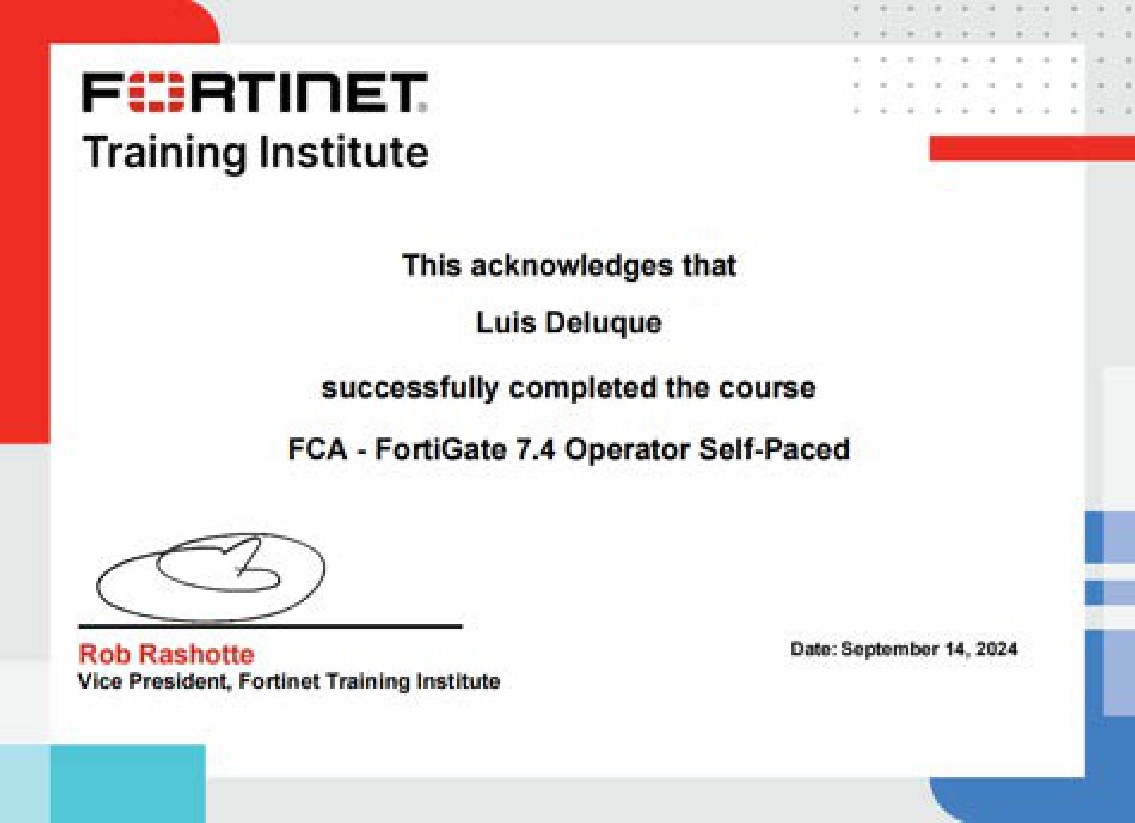 FORTINET
Training Institute
This acknowledges that
Luis Deluque
successfully completed the course
FCA - FortiGate 7.4 Operator Self-Paced
Rob Rashotte
Vice President, Fortinet Training Institute
Date: September 14, 2024